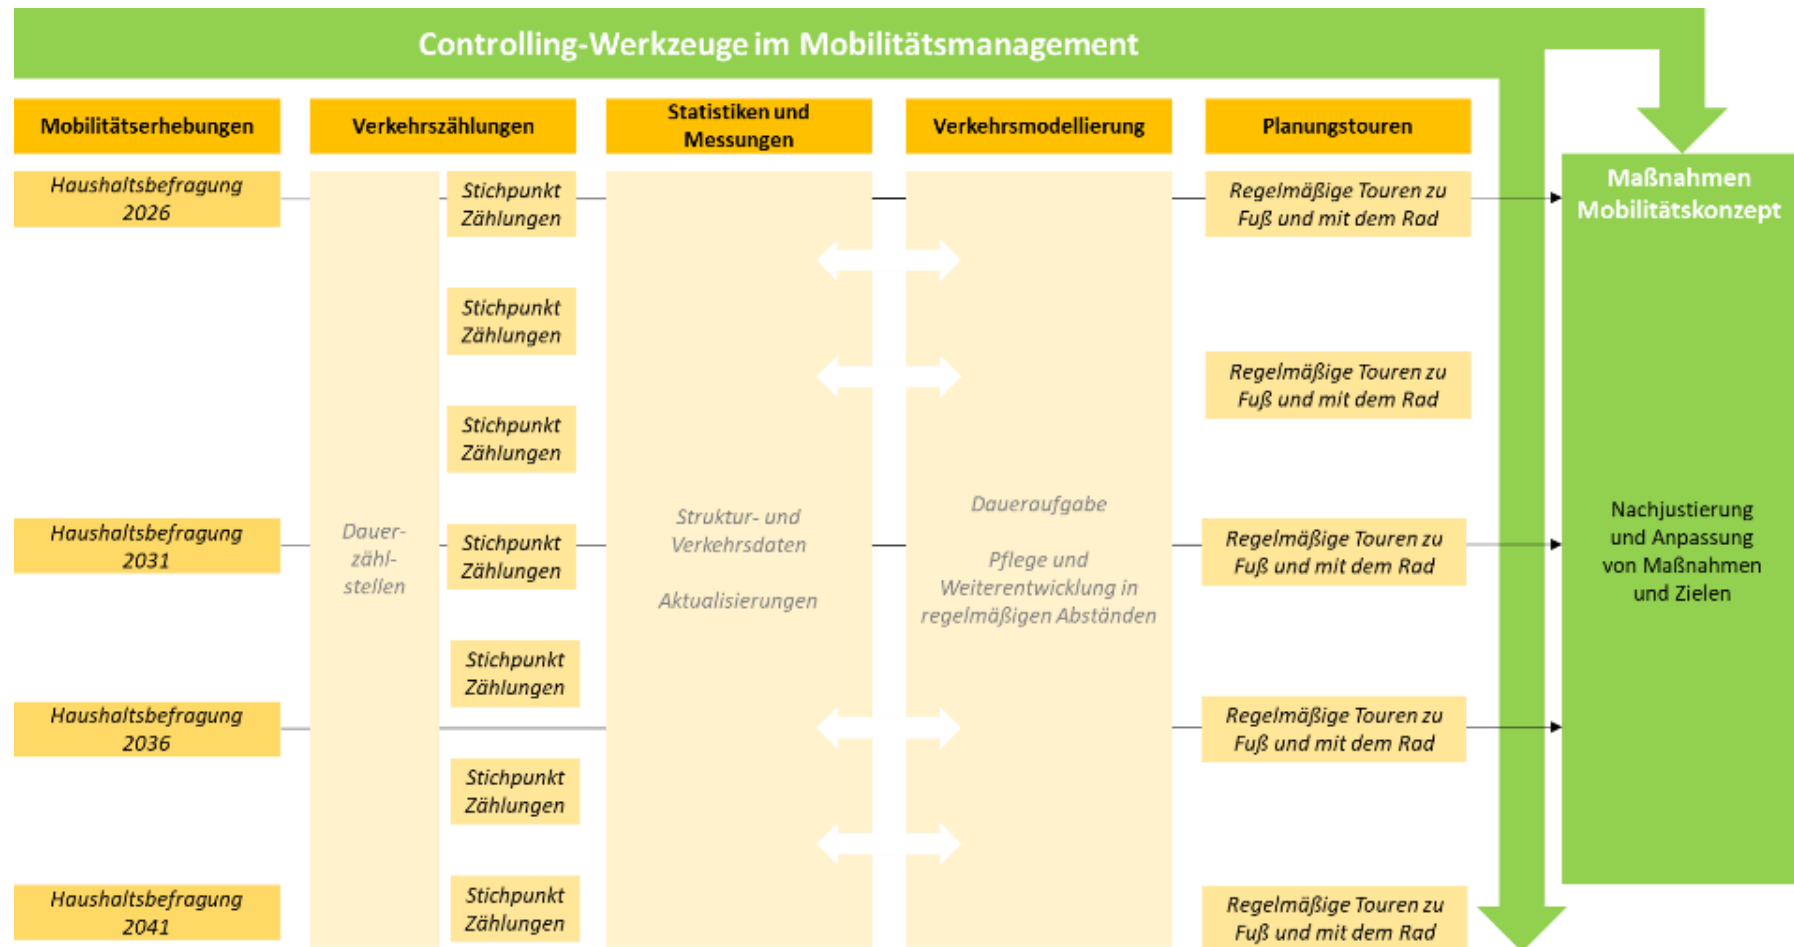 Controlling-Werkzeuge im Mobilitätsmanagement
Mobilitätserhebungen
Verkehrszählungen
Statistiken und
Messungen
Verkehrsmodellierung
Planungstouren
Haushaltsbefragung
2026
Haushaltsbefragung
2031
Haushaltsbefragung
2036
Haushaltsbefragung
2041
Dauer-
zähl-
stellen
Stichpunkt
Zählungen
Stichpunkt
Zählungen
Stichpunkt
Zählungen
Stichpunkt
Zählungen
Stichpunkt
Zählungen
Stichpunkt
Zählungen
Stichpunkt
Zählungen
Struktur- und
Verkehrsdaten
Aktualisierungen
Daueraufgabe
Pflege und
Weiterentwicklung in
regelmäßigen Abständen
Regelmäßige Touren zu
Fuß und mit dem Rad
Regelmäßige Touren zu
Fuß und mit dem Rad
Regelmäßige Touren zu
Fuß und mit dem Rad
Regelmäßige Touren zu
Fuß und mit dem Rad
Regelmäßige Touren zu
Fuß und mit dem Rad
Maßnahmen
Mobilitätskonzept
Nachjustierung
und Anpassung
von Maßnahmen
und Zielen